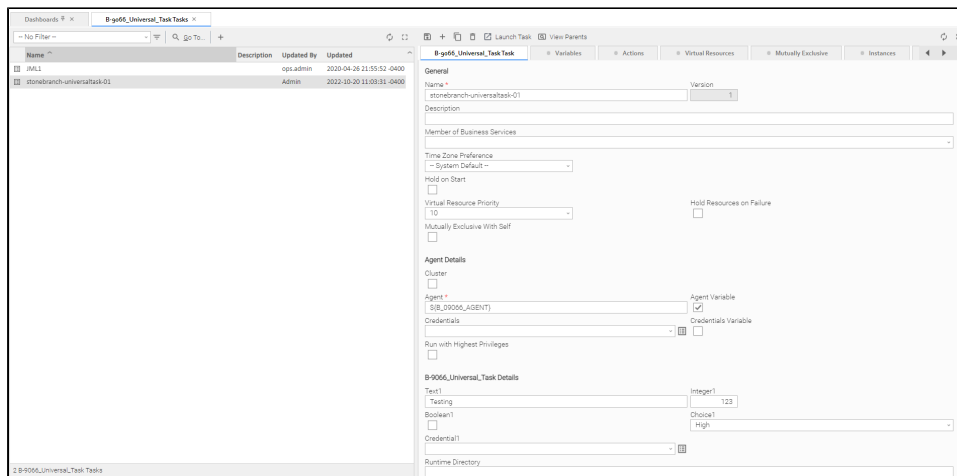 Dashboards
B-go66_Universal_TaskTasks
B-go66_Universal_TaskTask Variables Actions Virtual Resources Mutually Exclusive Instances
-- No Filter -- Go To...
Launch Task View Parents
Name Description Updated By Updated
JML1 ops.admin 2020-04-26 21:55:52 -0400
stonebranch-universaltask-01 Admin 2022-10-20 11:03:31 -0400
General
Name * Version
stonebranch-universaltask-01 1
Description
Member of Business Services
Time Zone Preference
-- System Default --
Hold on Start
Virtual Resource Priority Hold Resources on Failure
10
Mutually Exclusive With Self
Agent Details
Cluster
Agent * Agent Variable
${B_09066_AGENT}
Credentials Credentials Variable
Run with Highest Privileges
B-9066_Universal_Task Details
Text1 Integer1
Testing 123
Boolean1 Choice1
High
Credential1
Runtime Directory
2 B-9066_Universal_Task Tasks